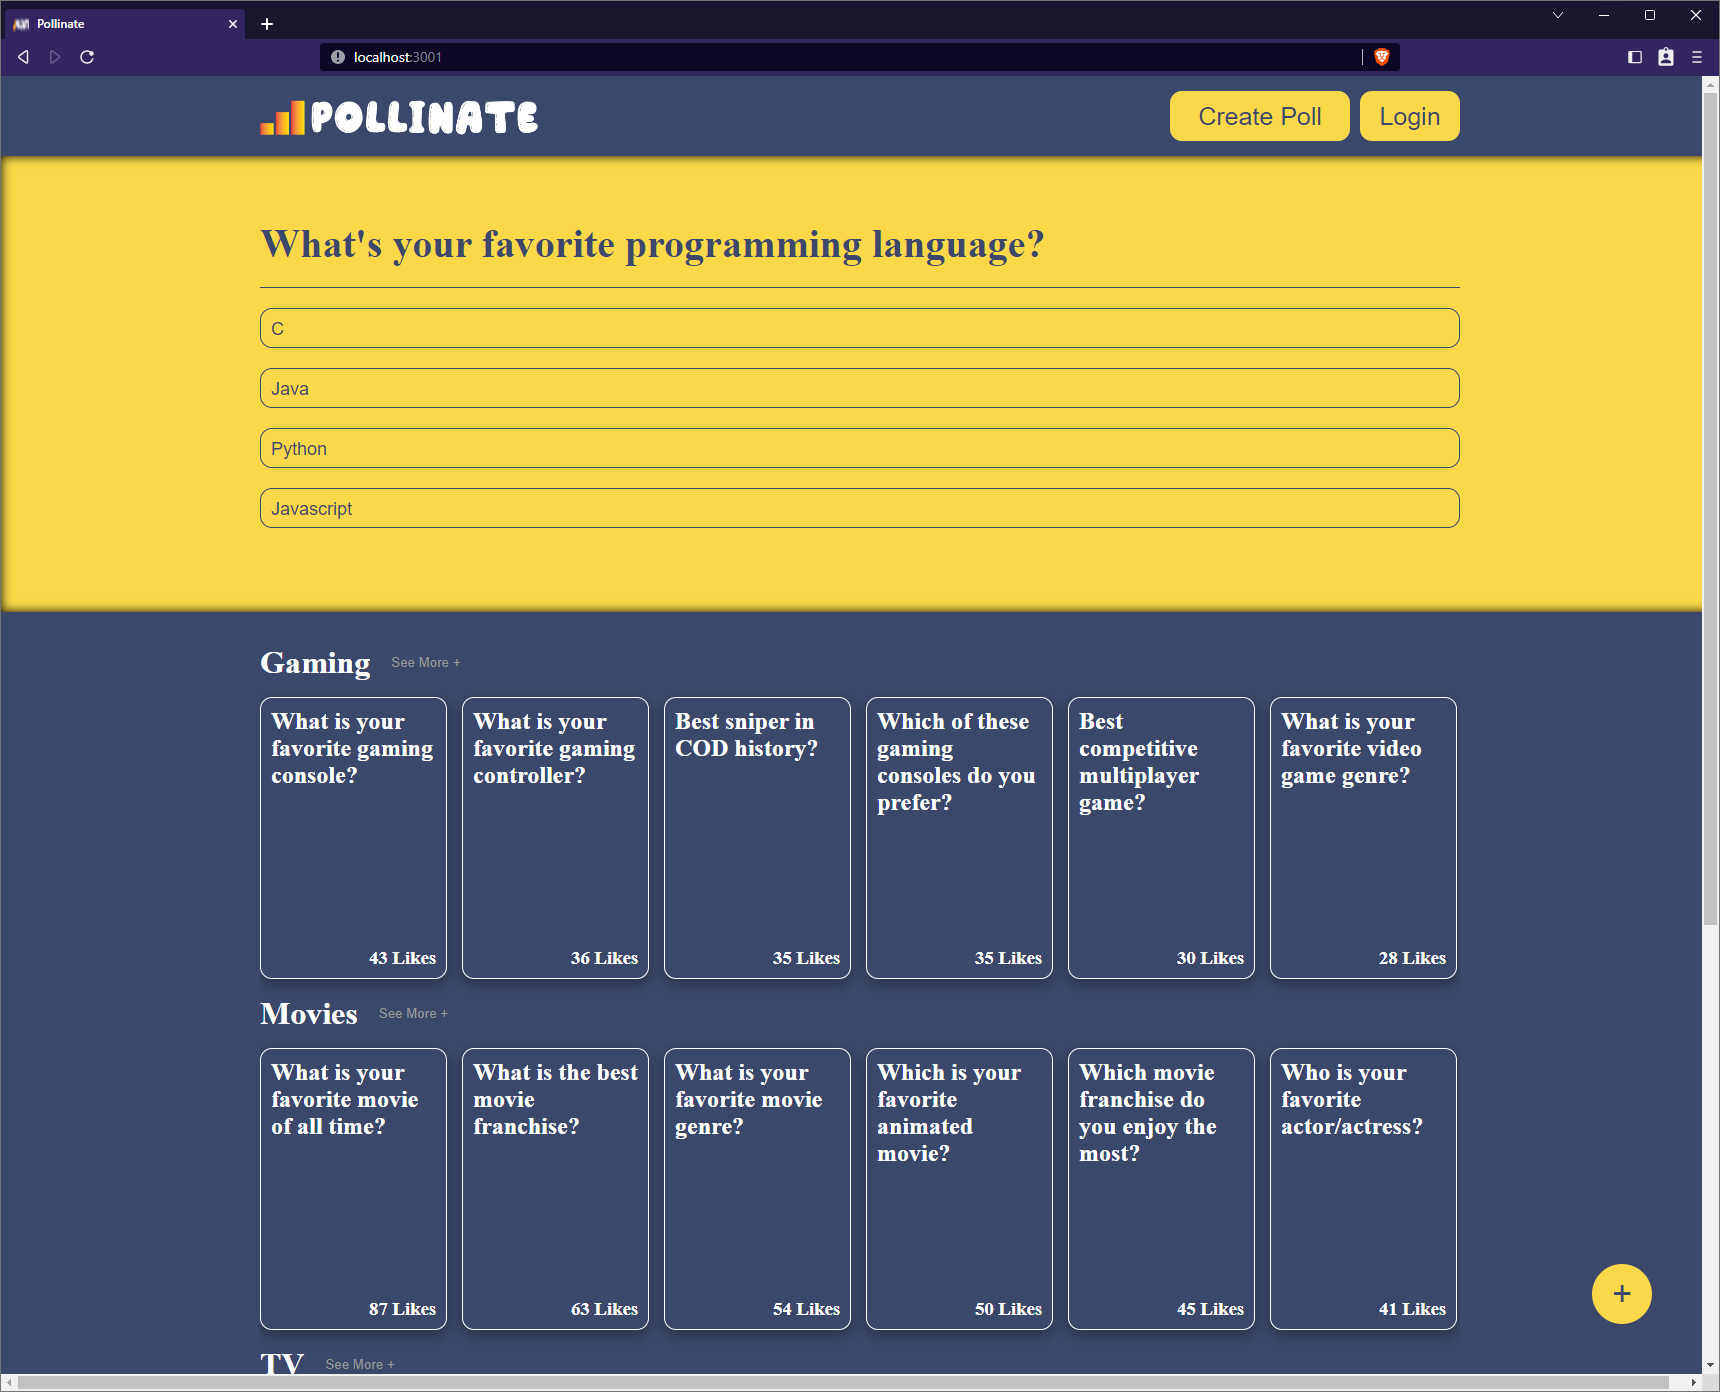 Pollinate
localhost:3001
POLLINATE
Create Poll
Login
What's your favorite programming language?
C
Java
Python
Javascript
Gaming
See More +
What is your
favorite gaming
console?
43 Likes
What is your
favorite gaming
controller?
36 Likes
Best sniper in
COD history?
35 Likes
Which of these
gaming
consoles do you
prefer?
35 Likes
Best
competitive
multiplayer
game?
30 Likes
What is your
favorite video
game genre?
28 Likes
Movies
See More +
What is your
favorite movie
of all time?
87 Likes
What is the best
movie
franchise?
63 Likes
What is your
favorite movie
genre?
54 Likes
Which is your
favorite
animated
movie?
50 Likes
Which movie
franchise do
you enjoy the
most?
45 Likes
Who is your
favorite
actor/actress?
41 Likes
+
TV
See More +